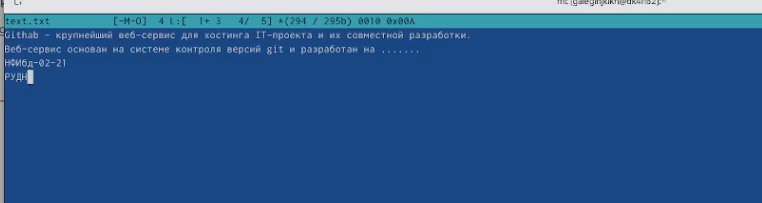 text.txt [-M-O] 4 L:[ 1+ 3 4/ 5] *(294 / 295b) 0010 0x00A
Githab - крупнейший веб-сервис для хостинга IT-проекта и их совместной разработки.
Веб-сервис основан на системе контроля версий git и разработан на .......
НФИбд-02-21
РУДН